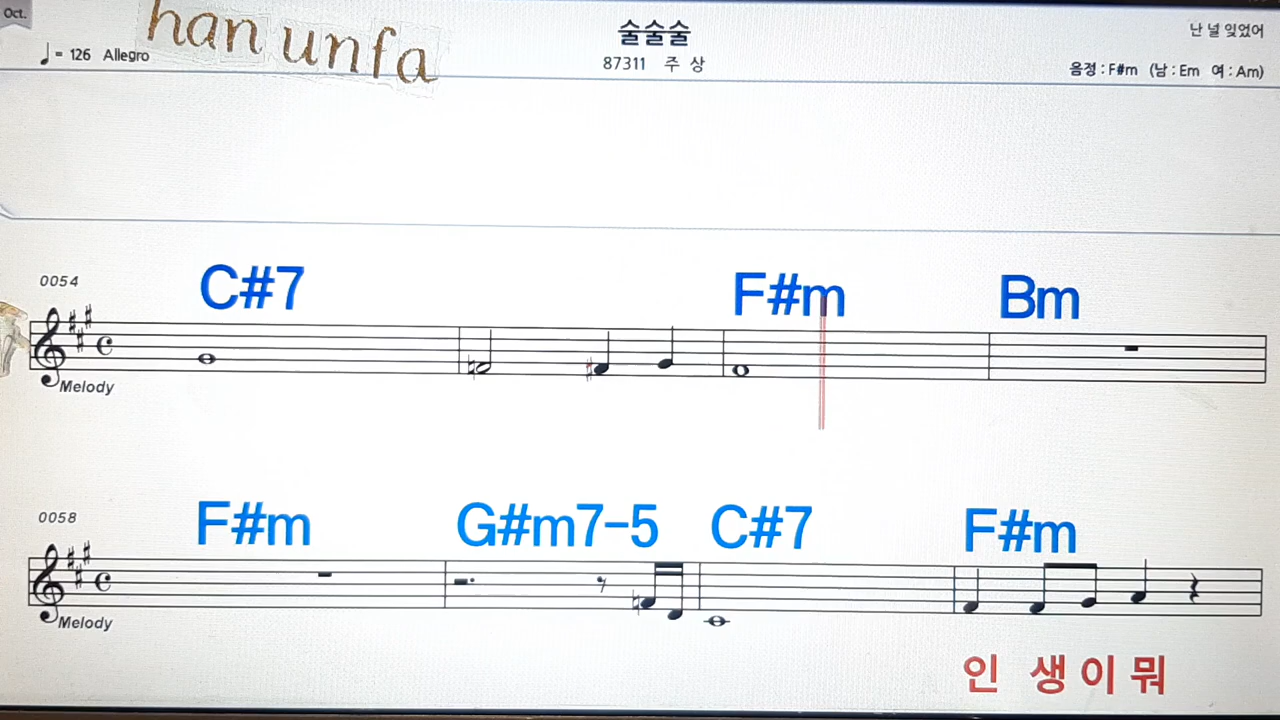 Oct.
han unfa
술술술
난 널 잊었어
♩= 126 Allegro
87311 주 상
음정 : F#m (남 : Em 여 : Am)
0054
C#7 F#m Bm
Melody
0058
F#m G#m7-5 C#7 F#m
Melody
인 생이 뭐